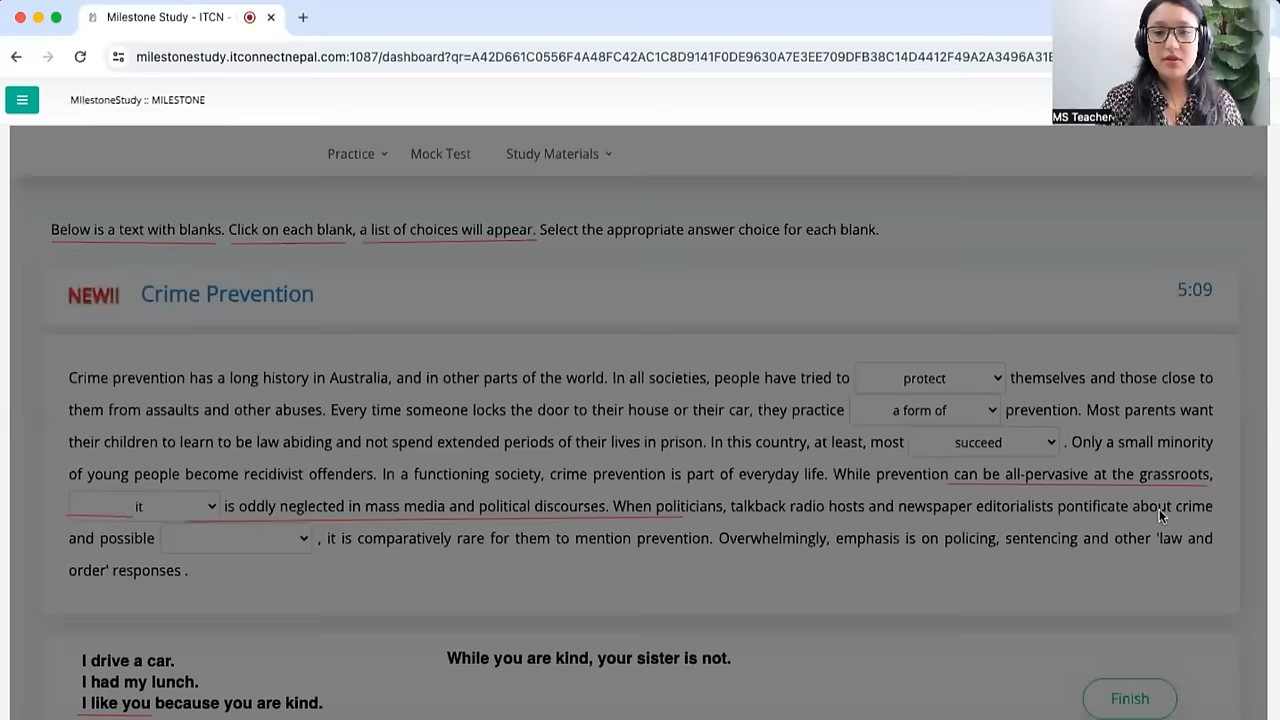 Milestone Study - ITCN -
milestonestudy.itconnectnepal.com:1087/dashboard?qr=A42D661C0556F4A48FC42AC1C8D9141F0DE9630A7E3EE709DFB38C14D4412F49A2A3496A31E
MilestoneStudy :: MILESTONE
MS Teacher
Practice Mock Test Study Materials
Below is a text with blanks. Click on each blank, a list of choices will appear. Select the appropriate answer choice for each blank.
NEW!! Crime Prevention 5:09
Crime prevention has a long history in Australia, and in other parts of the world. In all societies, people have tried to protect themselves and those close to
them from assaults and other abuses. Every time someone locks the door to their house or their car, they practice a form of prevention. Most parents want
their children to learn to be law abiding and not spend extended periods of their lives in prison. In this country, at least, most succeed . Only a small minority
of young people become recidivist offenders. In a functioning society, crime prevention is part of everyday life. While prevention can be all-pervasive at the grassroots,
it is oddly neglected in mass media and political discourses. When politicians, talkback radio hosts and newspaper editorialists pontificate about crime
and possible , it is comparatively rare for them to mention prevention. Overwhelmingly, emphasis is on policing, sentencing and other 'law and
order' responses .
I drive a car.
I had my lunch.
I like you because you are kind.
While you are kind, your sister is not.
Finish